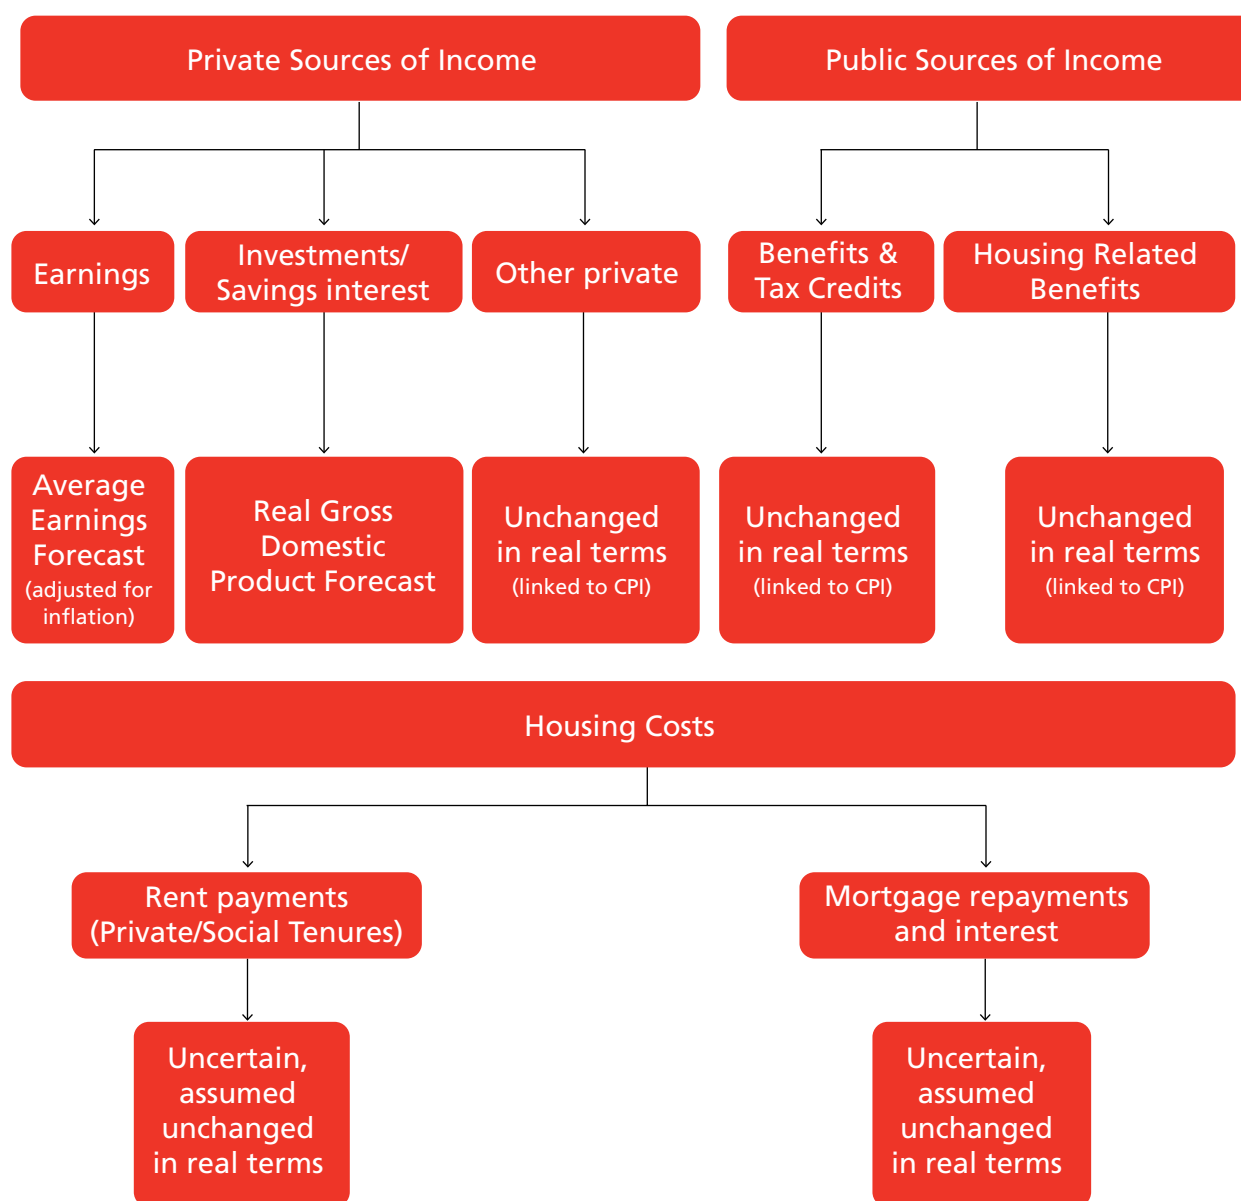 Private Sources of Income
Public Sources of Income
Earnings
Investments/
Savings interest
Other private
Benefits &
Tax Credits
Housing Related
Benefits
Average
Earnings
Forecast
(adjusted for
inflation)
Real Gross
Domestic
Product Forecast
Unchanged
in real terms
(linked to CPI)
Unchanged
in real terms
(linked to CPI)
Unchanged
in real terms
(linked to CPI)
Housing Costs
Rent payments
(Private/Social Tenures)
Mortgage repayments
and interest
Uncertain,
assumed
unchanged
in real terms
Uncertain,
assumed
unchanged
in real terms